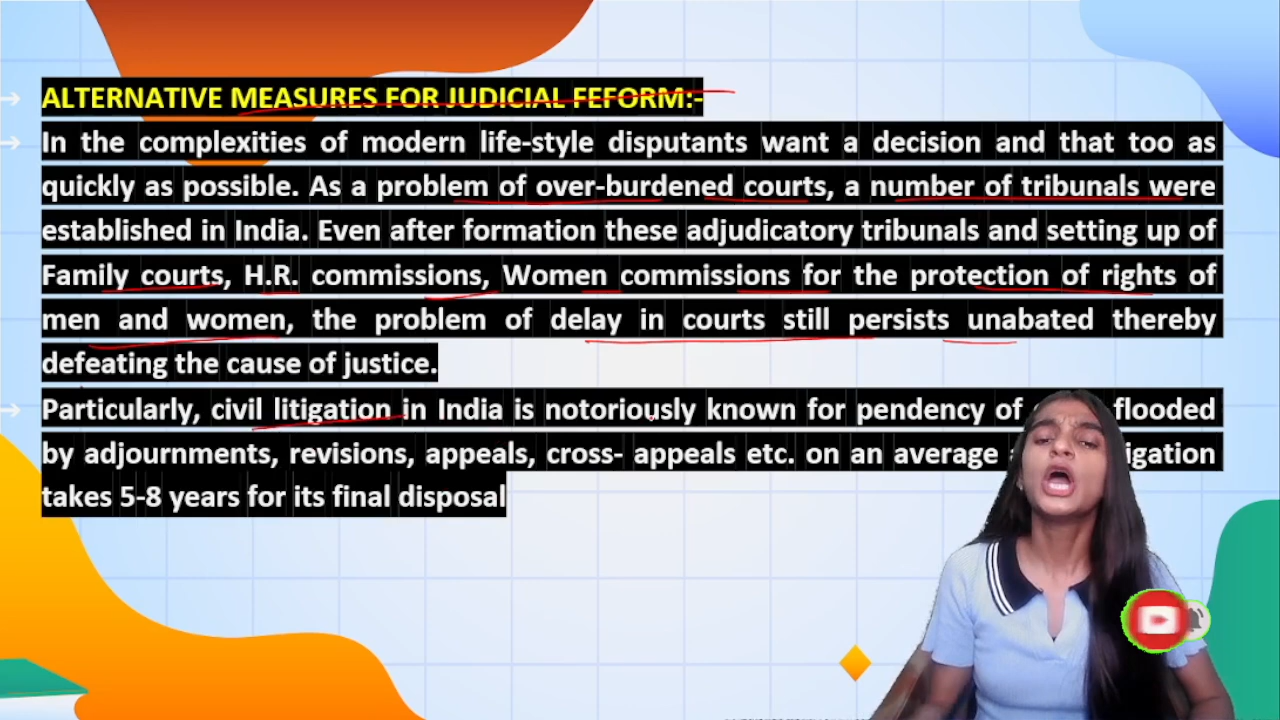 ALTERNATIVE MEASURES FOR JUDICIAL FEFORM:-
In the complexities of modern life-style disputants want a decision and that too as
quickly as possible. As a problem of over-burdened courts, a number of tribunals were
established in India. Even after formation these adjudicatory tribunals and setting up of
Family courts, H.R. commissions, Women commissions for the protection of rights of
men and women, the problem of delay in courts still persists unabated thereby
defeating the cause of justice.
Particularly, civil litigation in India is notoriously known for pendency of flooded
by adjournments, revisions, appeals, cross- appeals etc. on an average
takes 5-8 years for its final disposal